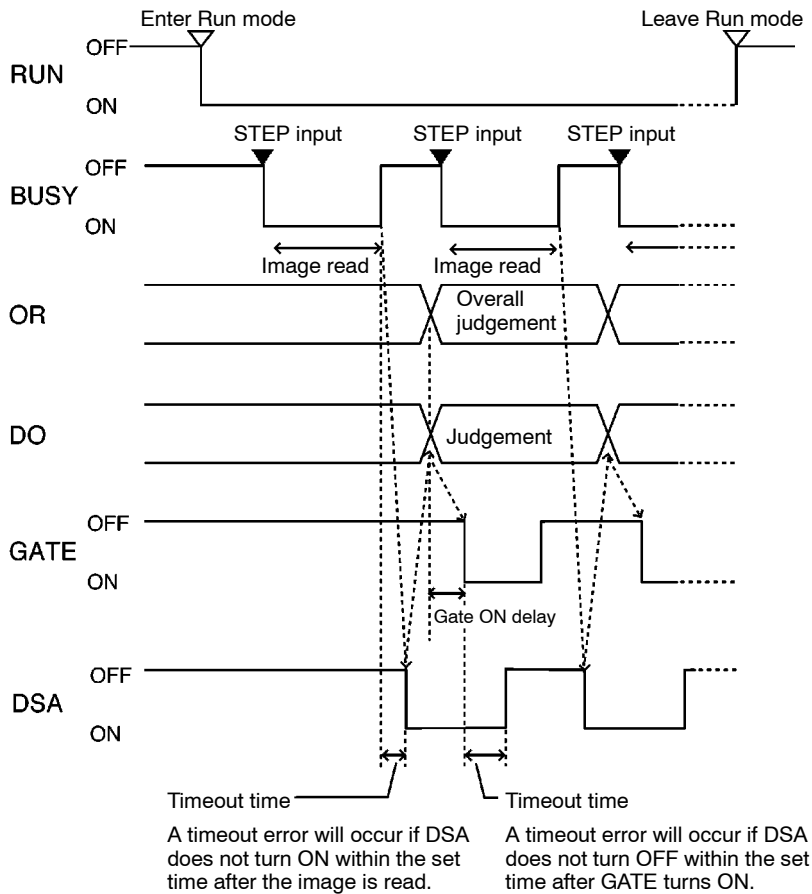 Enter Run mode
Leave Run mode
OFF
RUN
ON
STEP input
STEP input
STEP input
OFF
BUSY
ON
Image read
Image read
OR
Overall
judgement
DO
Judgement
OFF
GATE
ON
Gate ON delay
OFF
DSA
ON
Timeout time
A timeout error will occur if DSA
does not turn ON within the set
time after the image is read.
Timeout time
A timeout error will occur if DSA
does not turn OFF within the set
time after GATE turns ON.